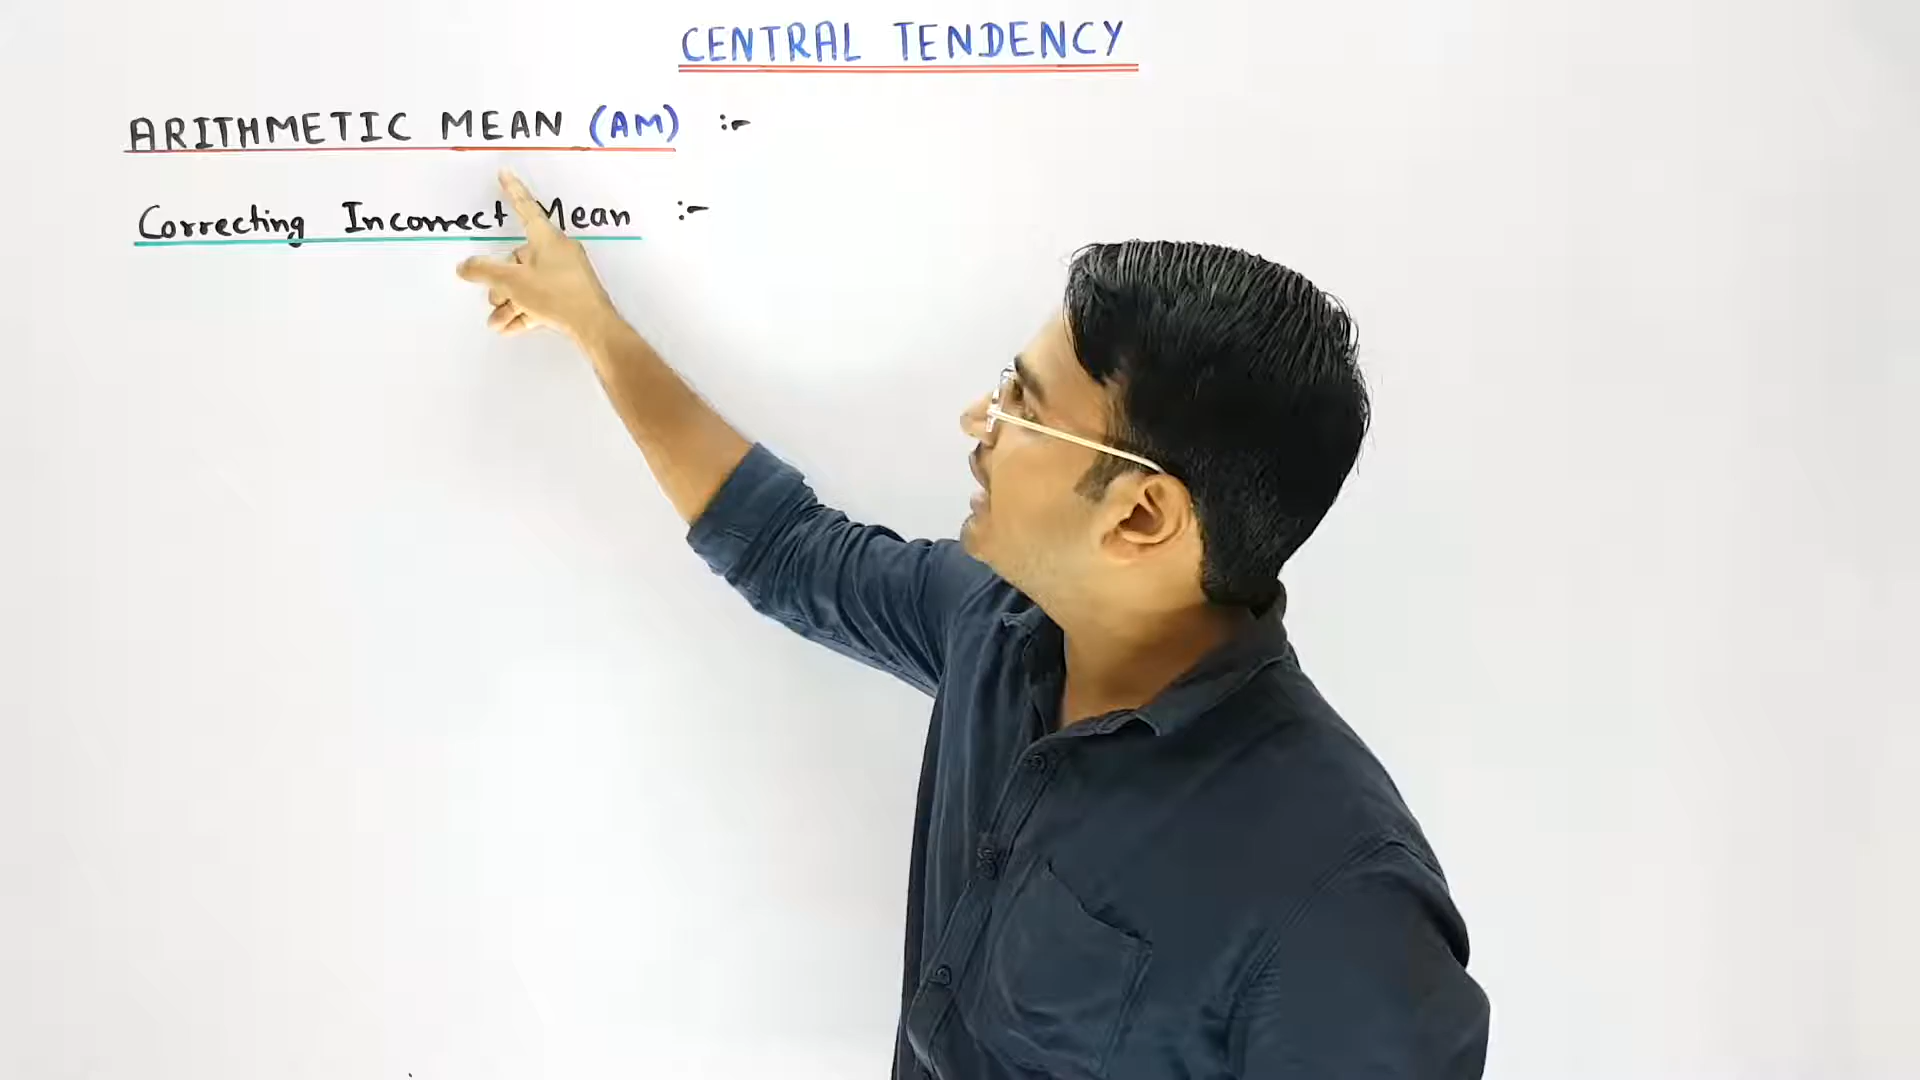 CENTRAL TENDENCY
ARITHMETIC MEAN (AM) :-
Correcting Incorrect Mean :-